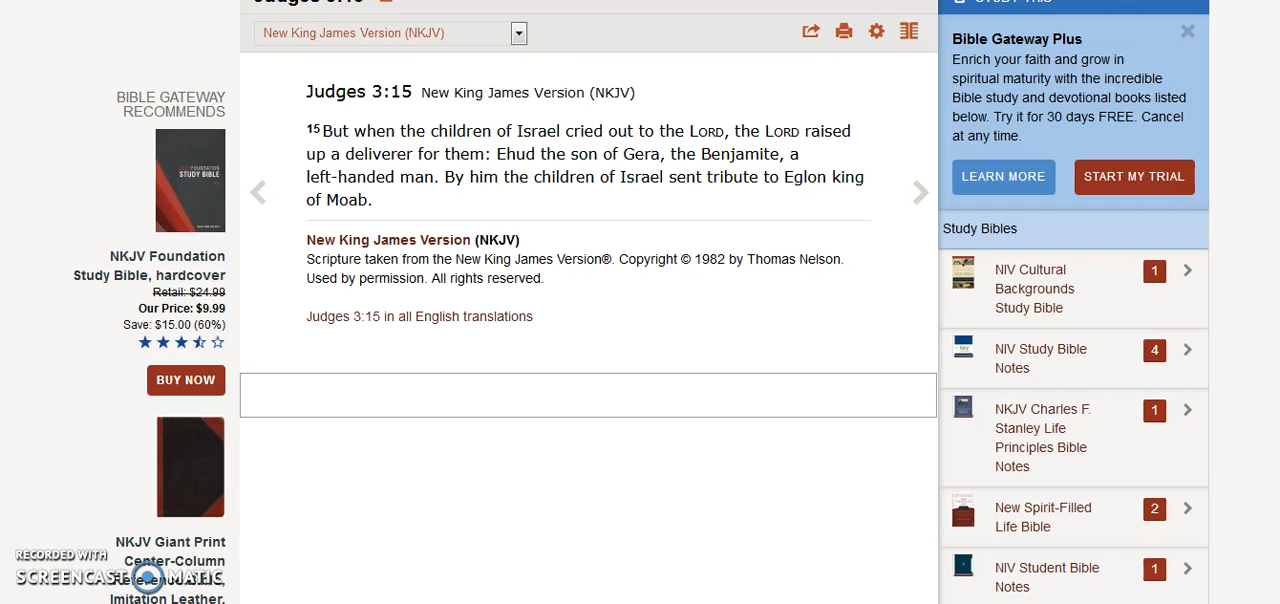 New King James Version (NKJV)
BIBLE GATEWAY
RECOMMENDS
STUDY BIBLE
NKJV Foundation
Study Bible, hardcover
Retail: $24.99
Our Price: $9.99
Save: $15.00 (60%)
BUY NOW
NKJV Giant Print
Center-Column
Imitation Leather,
RECORDED WITH
SCREENCAST MATIC
Judges 3:15 New King James Version (NKJV)
15 But when the children of Israel cried out to the LORD, the LORD raised
up a deliverer for them: Ehud the son of Gera, the Benjamite, a
left-handed man. By him the children of Israel sent tribute to Eglon king
of Moab.
New King James Version (NKJV)
Scripture taken from the New King James Version®. Copyright © 1982 by Thomas Nelson.
Used by permission. All rights reserved.
Judges 3:15 in all English translations
Bible Gateway Plus
Enrich your faith and grow in
spiritual maturity with the incredible
Bible study and devotional books listed
below. Try it for 30 days FREE. Cancel
at any time.
LEARN MORE START MY TRIAL
Study Bibles
NIV Cultural 1
Backgrounds
Study Bible
NIV Study Bible 4
Notes
NKJV Charles F. 1
Stanley Life
Principles Bible
Notes
New Spirit-Filled 2
Life Bible
NIV Student Bible 1
Notes